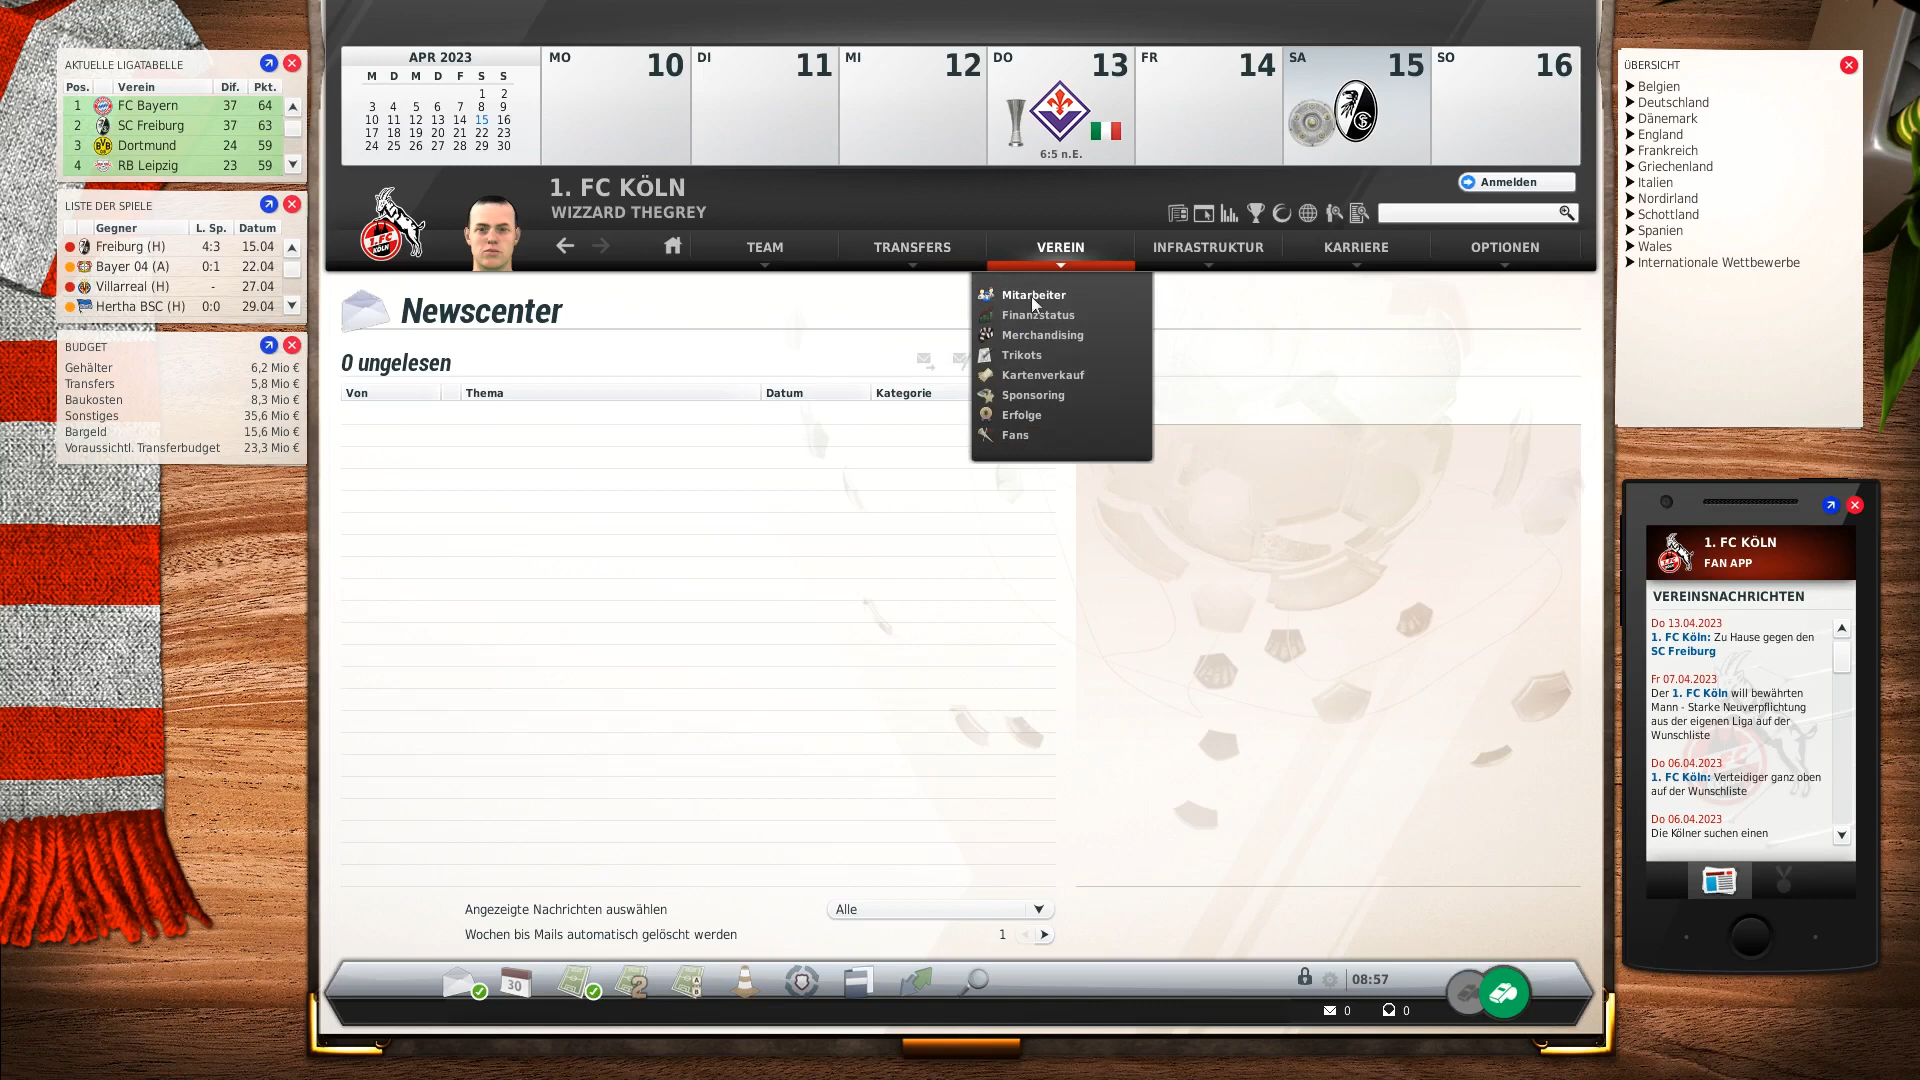 AKTUELLE LIGATABELLE
Pos. Verein Dif. Pkt.
1 FC Bayern 37 64
2 SC Freiburg 37 63
3 Dortmund 24 59
4 RB Leipzig 23 59
LISTE DER SPIELE
Gegner L. Sp. Datum
Freiburg (H) 4:3 15.04
Bayer 04 (A) 0:1 22.04
Villarreal (H) - 27.04
Hertha BSC (H) 0:0 29.04
BUDGET
Gehälter 6,2 Mio €
Transfers 5,8 Mio €
Baukosten 8,3 Mio €
Sonstiges 35,6 Mio €
Bargeld 15,6 Mio €
Voraussichtl. Transferbudget 23,3 Mio €
APR 2023
M D M D F S S
1 2
3 4 5 6 7 8 9
10 11 12 13 14 15 16
17 18 19 20 21 22 23
24 25 26 27 28 29 30
MO 10
DI 11
MI 12
DO 13
6:5 n.E.
FR 14
SA 15
SO 16
1. FC KÖLN
WIZZARD THEGREY
Anmelden
TEAM TRANSFERS VEREIN INFRASTRUKTUR KARRIERE OPTIONEN
Mitarbeiter
Finanzstatus
Merchandising
Trikots
Kartenverkauf
Sponsoring
Erfolge
Fans
Newscenter
0 ungelesen
Von Thema Datum Kategorie
Angezeigte Nachrichten auswählen Alle
Wochen bis Mails automatisch gelöscht werden 1
30
2
08:57
0 0
ÜBERSICHT
Belgien
Deutschland
Dänemark
England
Frankreich
Griechenland
Italien
Nordirland
Schottland
Spanien
Wales
Internationale Wettbewerbe
1. FC KÖLN
FAN APP
VEREINSNACHRICHTEN
Do 13.04.2023
1. FC Köln: Zu Hause gegen den
SC Freiburg
Fr 07.04.2023
Der 1. FC Köln will bewährten
Mann - Starke Neuverpflichtung
aus der eigenen Liga auf der
Wunschliste
Do 06.04.2023
1. FC Köln: Verteidiger ganz oben
auf der Wunschliste
Do 06.04.2023
Die Kölner suchen einen